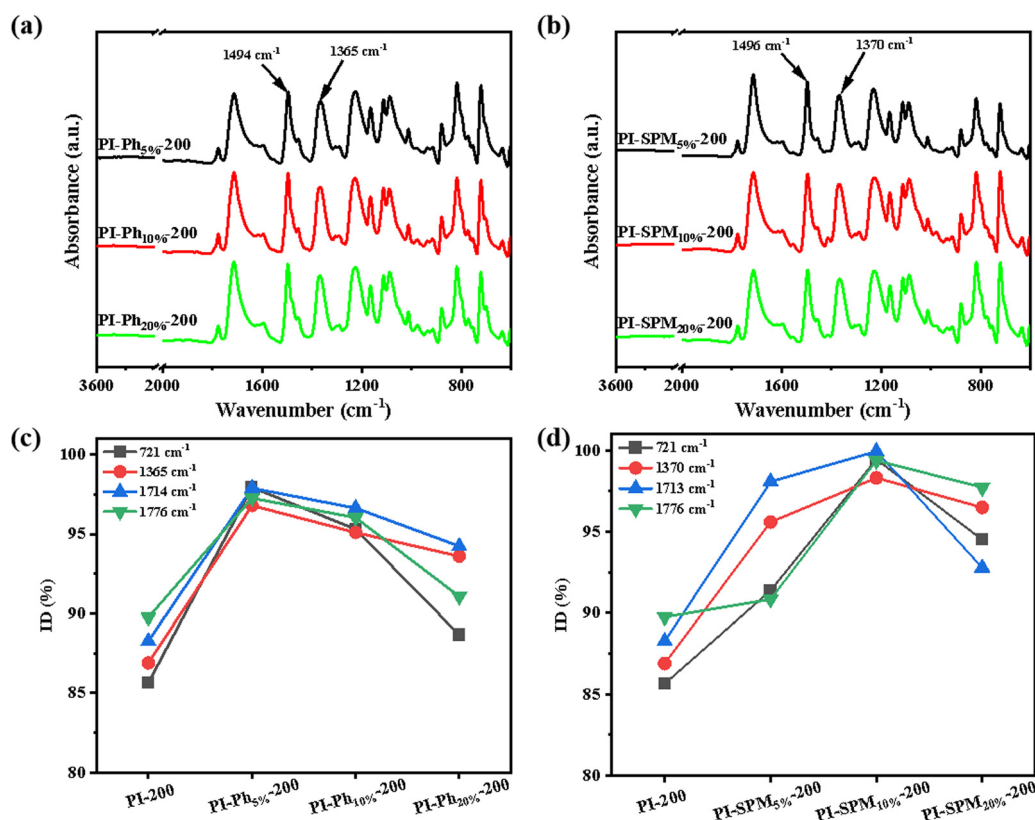 (a)
1494 cm⁻¹
1365 cm⁻¹
PI-Ph₅%-200
PI-Ph₁₀%-200
PI-Ph₂₀%-200
Absorbance (a.u.)
3600 2000 1600 1200 800
Wavenumber (cm⁻¹)
(b)
1496 cm⁻¹
1370 cm⁻¹
PI-SPM₅%-200
PI-SPM₁₀%-200
PI-SPM₂₀%-200
Absorbance (a.u.)
3600 2000 1600 1200 800
Wavenumber (cm⁻¹)
(c)
721 cm⁻¹
1365 cm⁻¹
1714 cm⁻¹
1776 cm⁻¹
ID (%)
100
95
90
85
80
PI-200 PI-Ph₅%-200 PI-Ph₁₀%-200 PI-Ph₂₀%-200
(d)
721 cm⁻¹
1370 cm⁻¹
1713 cm⁻¹
1776 cm⁻¹
ID (%)
100
95
90
85
80
PI-200 PI-SPM₅%-200 PI-SPM₁₀%-200 PI-SPM₂₀%-200